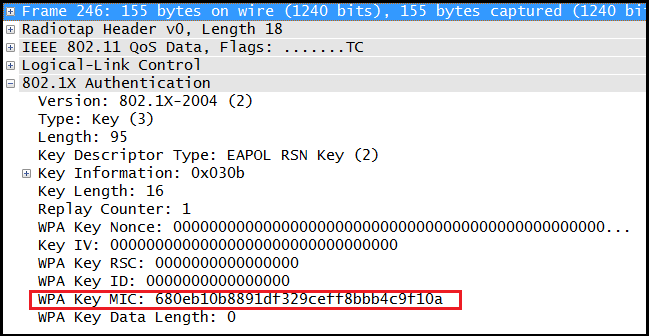 Frame 246: 155 bytes on wire (1240 bits), 155 bytes captured (1240 bit
Radiotap Header v0, Length 18
IEEE 802.11 QoS Data, Flags: .......TC
Logical-Link Control
802.1X Authentication
Version: 802.1X-2004 (2)
Type: Key (3)
Length: 95
Key Descriptor Type: EAPOL RSN Key (2)
Key Information: 0x030b
Key Length: 16
Replay Counter: 1
WPA Key Nonce: 00000000000000000000000000000000000000000000000000000...
Key IV: 00000000000000000000000000000000
WPA Key RSC: 0000000000000000
WPA Key ID: 0000000000000000
WPA Key MIC: 680eb10b8891df329ceff8bbb4c9f10a
WPA Key Data Length: 0